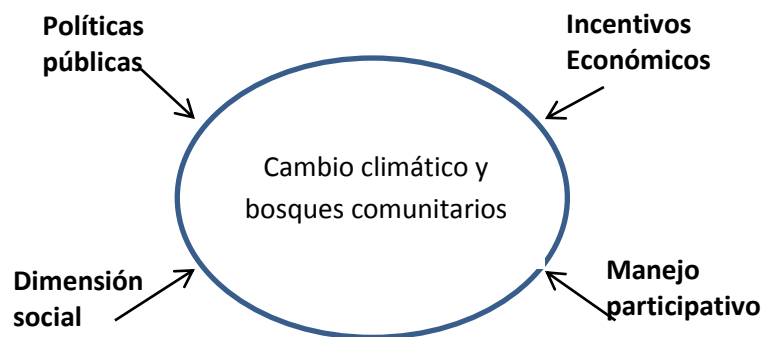 Políticas
públicas
Incentivos
Económicos
Cambio climático y
bosques comunitarios
Dimensión
social
Manejo
participativo